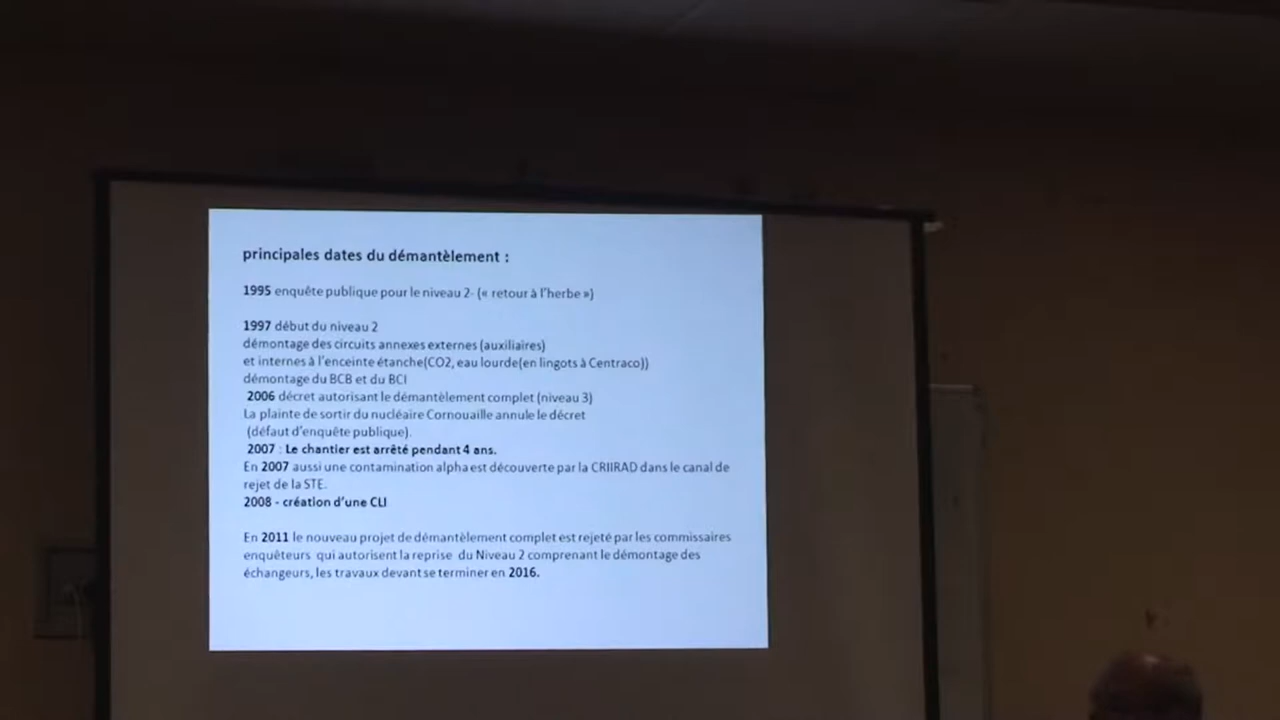 principales dates du démantèlement :
1995 enquête publique pour le niveau 2- (« retour à l'herbe »)
1997 début du niveau 2
démontage des circuits annexes externes (auxiliaires)
et internes à l'enceinte étanche(CO2, eau lourde(en lingots à Centraco))
démontage du BCB et du BCI
2006 décret autorisant le démantèlement complet (niveau 3)
La plainte de sortir du nucléaire Cornouaille annule le décret
(défaut d'enquête publique).
2007 : Le chantier est arrêté pendant 4 ans.
En 2007 aussi une contamination alpha est découverte par la CRIIRAD dans le canal de
rejet de la STE.
2008 - création d'une CLI
En 2011 le nouveau projet de démantèlement complet est rejeté par les commissaires
enquêteurs qui autorisent la reprise du Niveau 2 comprenant le démontage des
échangeurs, les travaux devant se terminer en 2016.